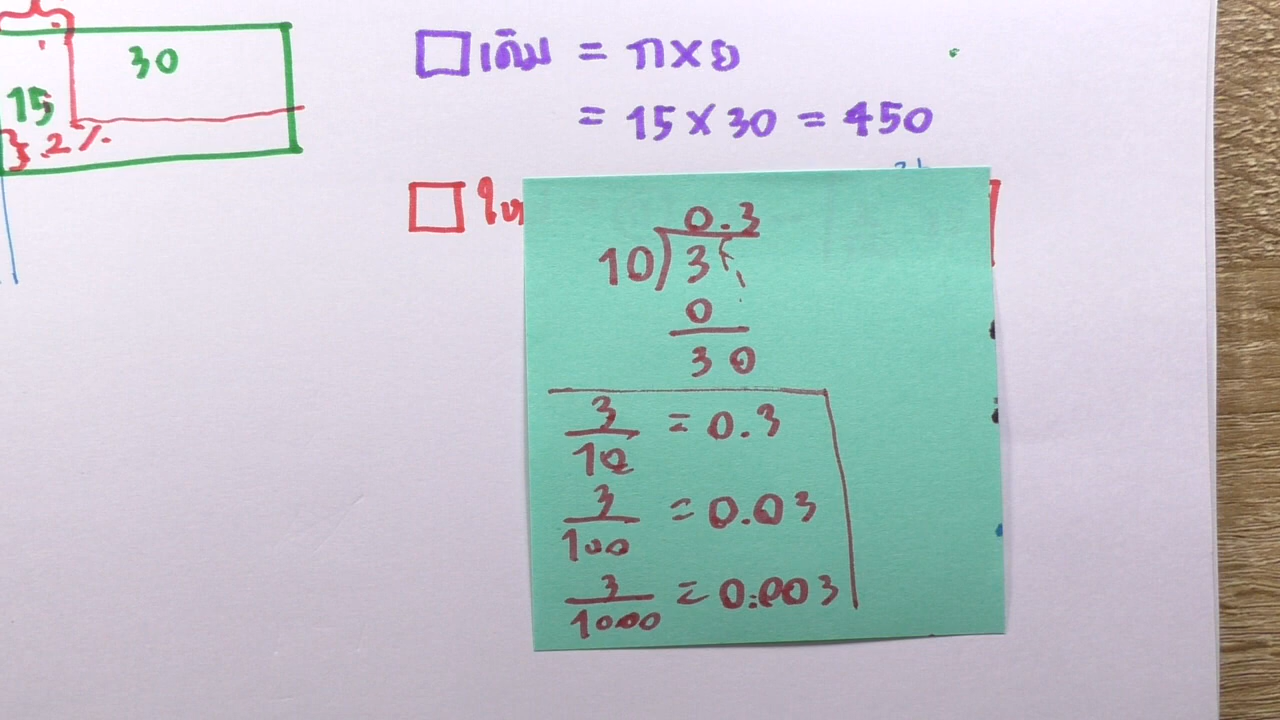 30
15
2%
เดิม = ก×ย
= 15×30 = 450
0.3
10)3
0
30
3/10 = 0.3
3/100 = 0.03
3/1000 = 0.003